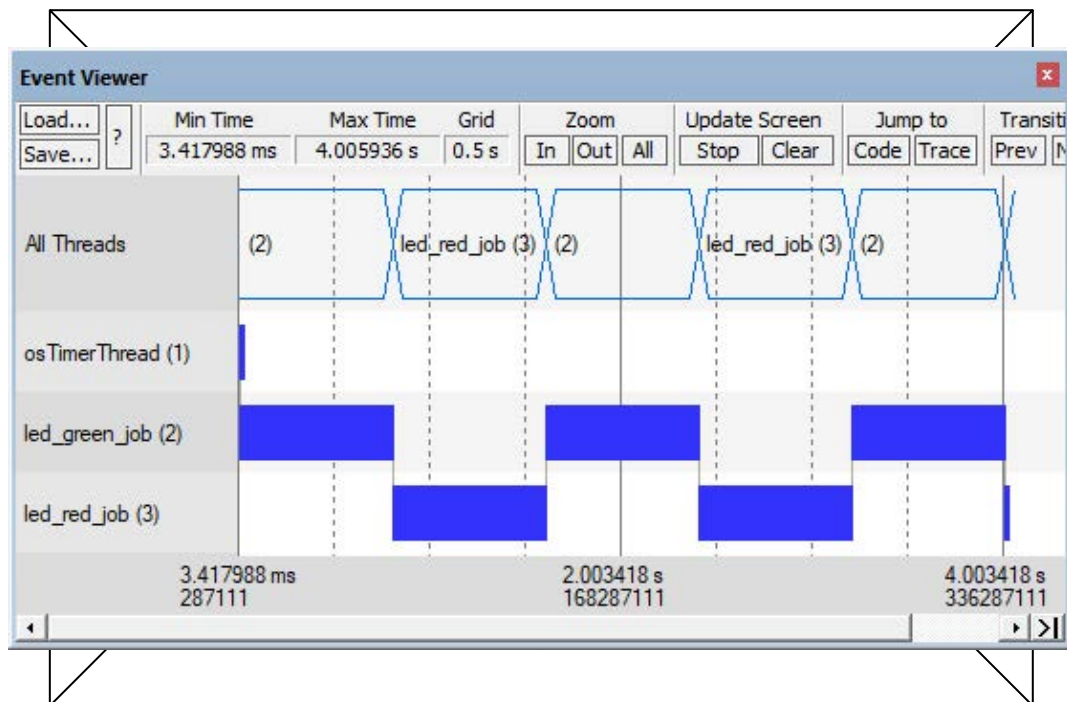 Event Viewer
Load... ? Min Time Max Time Grid Zoom Update Screen Jump to Transiti
Save... 3.417988 ms 4.005936 s 0.5 s In Out All Stop Clear Code Trace Prev N
All Threads (2) led_red_job (3) (2) led_red_job (3) (2)
osTimerThread (1)
led_green_job (2)
led_red_job (3)
3.417988 ms 2.003418 s 4.003418 s
287111 168287111 336287111